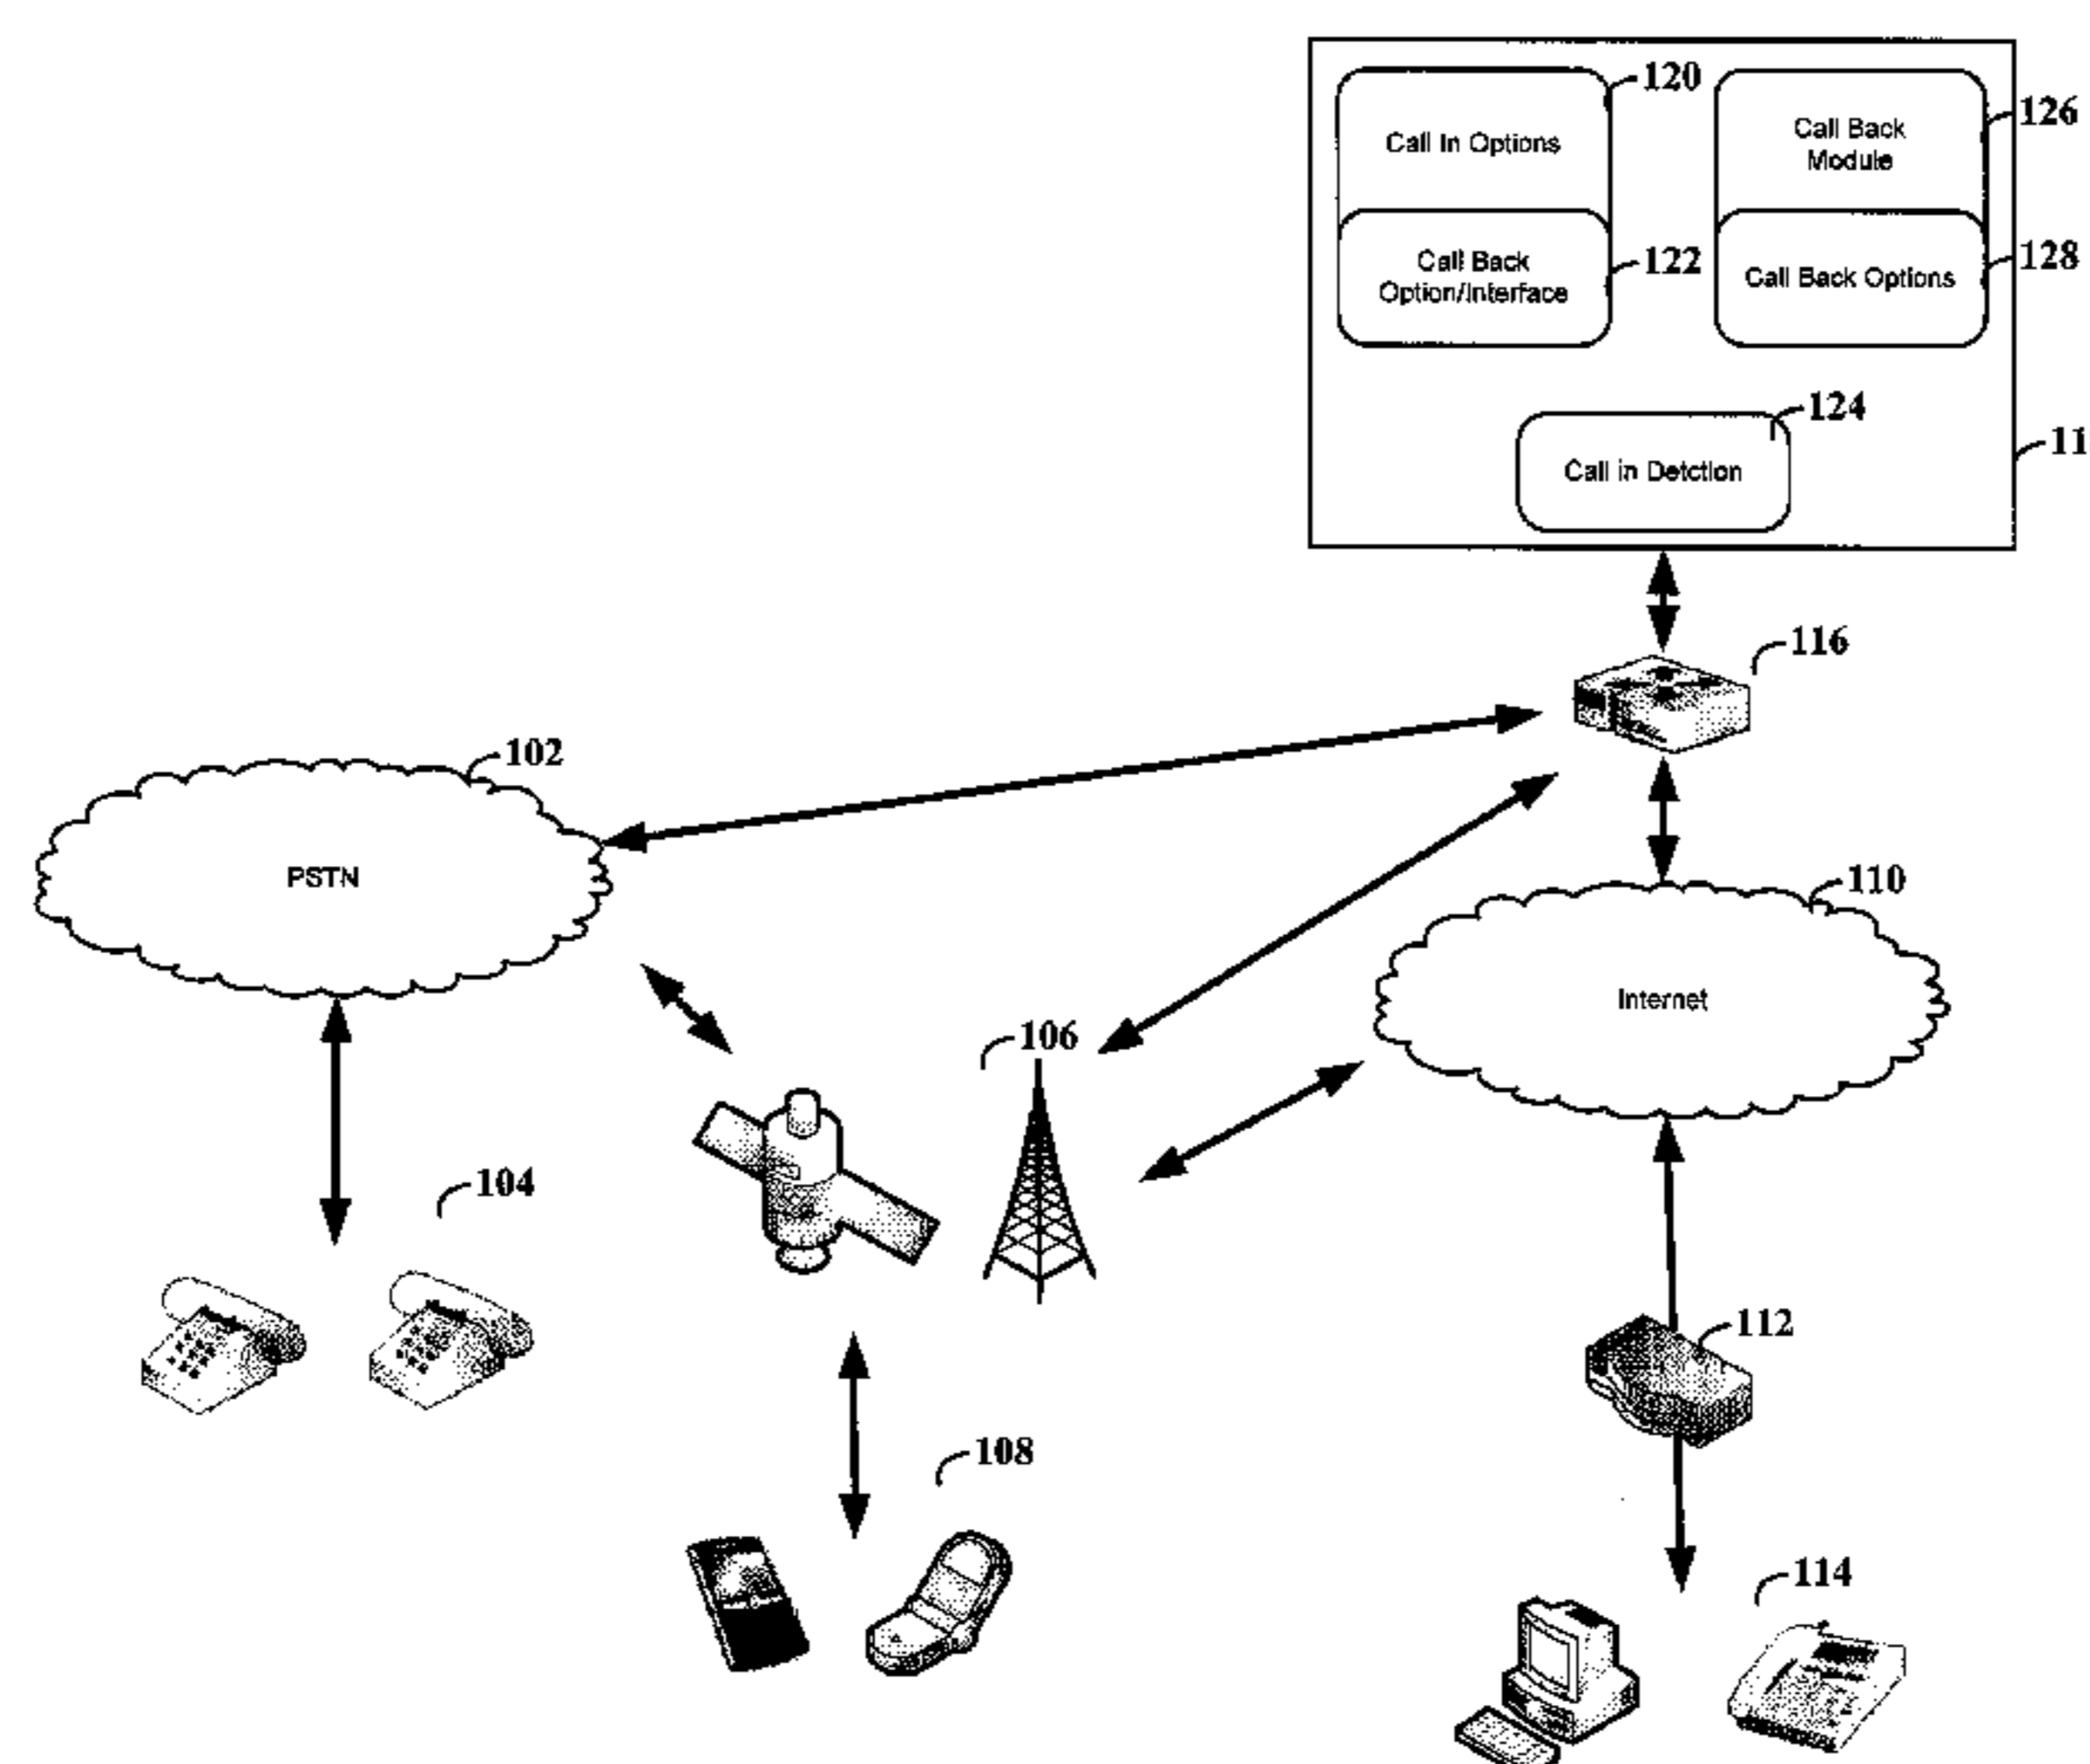 120
Call In Options
126
Call Back
Module
122
Call Back
Option/Interface
128
Call Back Options
124
Call in Detction
11
116
102
PSTN
110
Internet
106
104
112
108
114